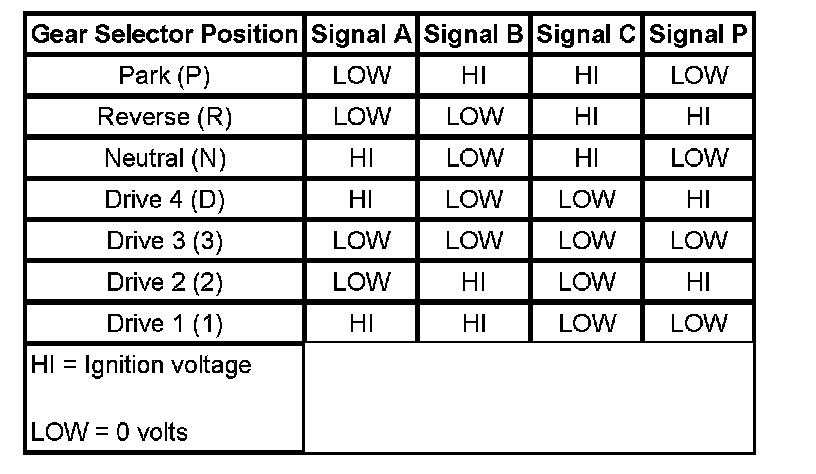 Gear Selector Position Signal A Signal B Signal C Signal P
Park (P) LOW HI HI LOW
Reverse (R) LOW LOW HI HI
Neutral (N) HI LOW HI LOW
Drive 4 (D) HI LOW LOW HI
Drive 3 (3) LOW LOW LOW LOW
Drive 2 (2) LOW HI LOW HI
Drive 1 (1) HI HI LOW LOW
HI = Ignition voltage
LOW = 0 volts